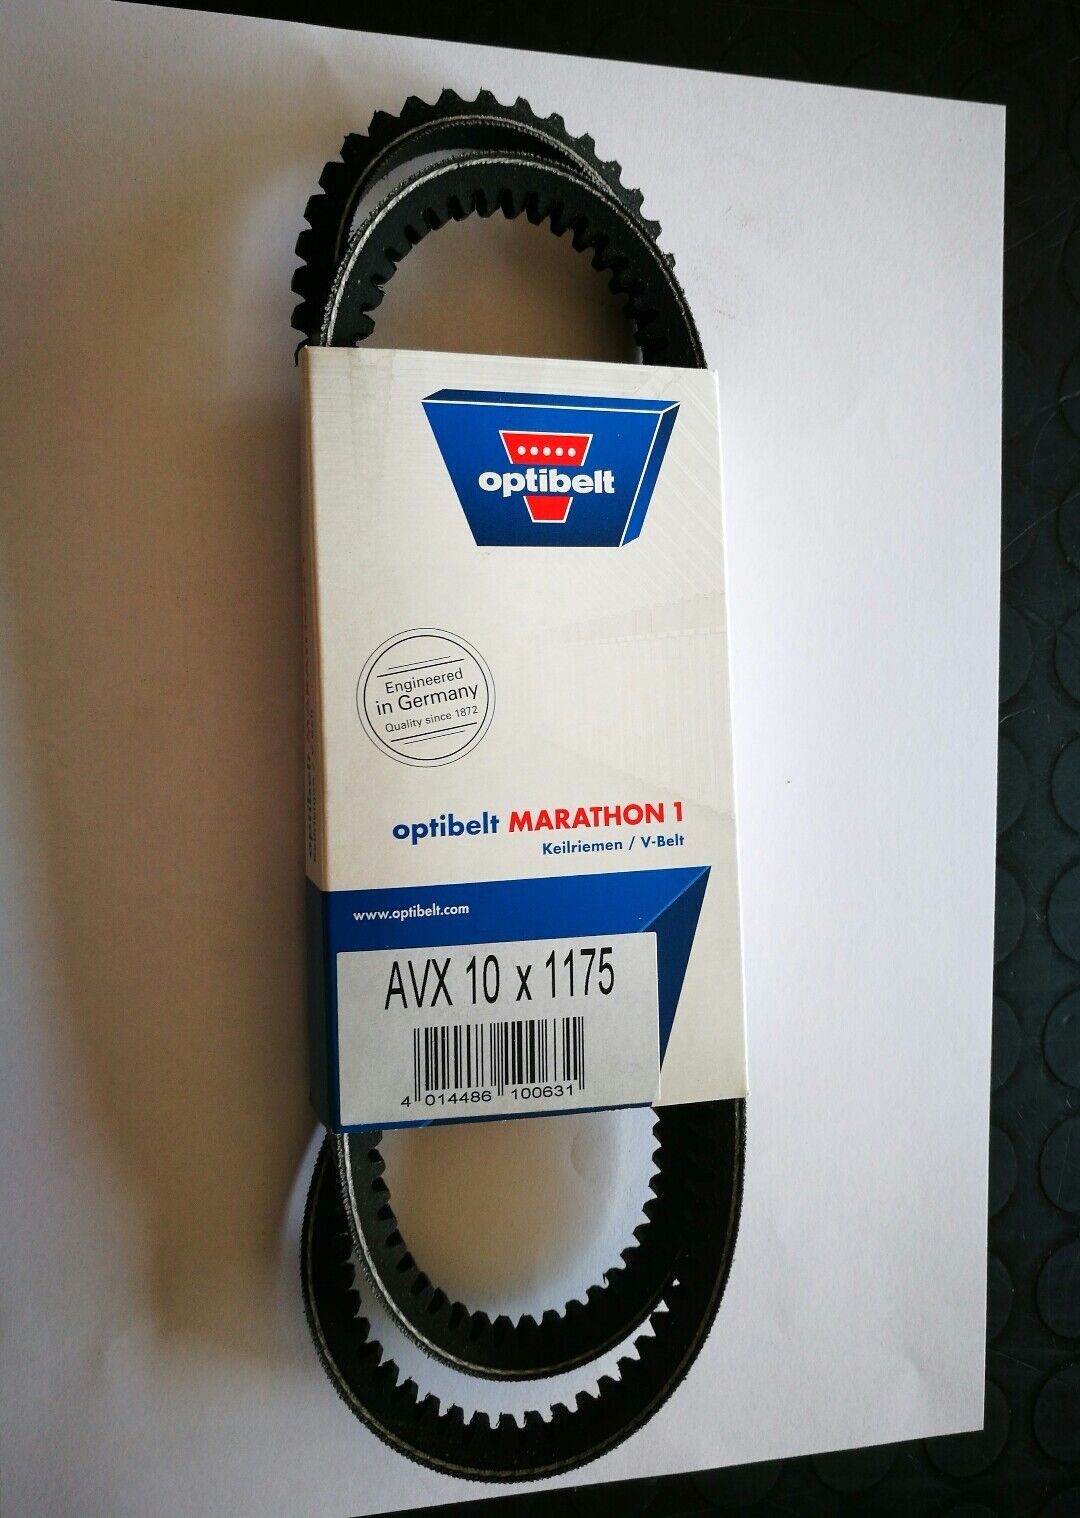 optibelt
Engineered
in Germany
Quality since 1872
optibelt MARATHON 1
Keilriemen / V-Belt
www.optibelt.com
AVX 10 x 1175
4 014486 100631